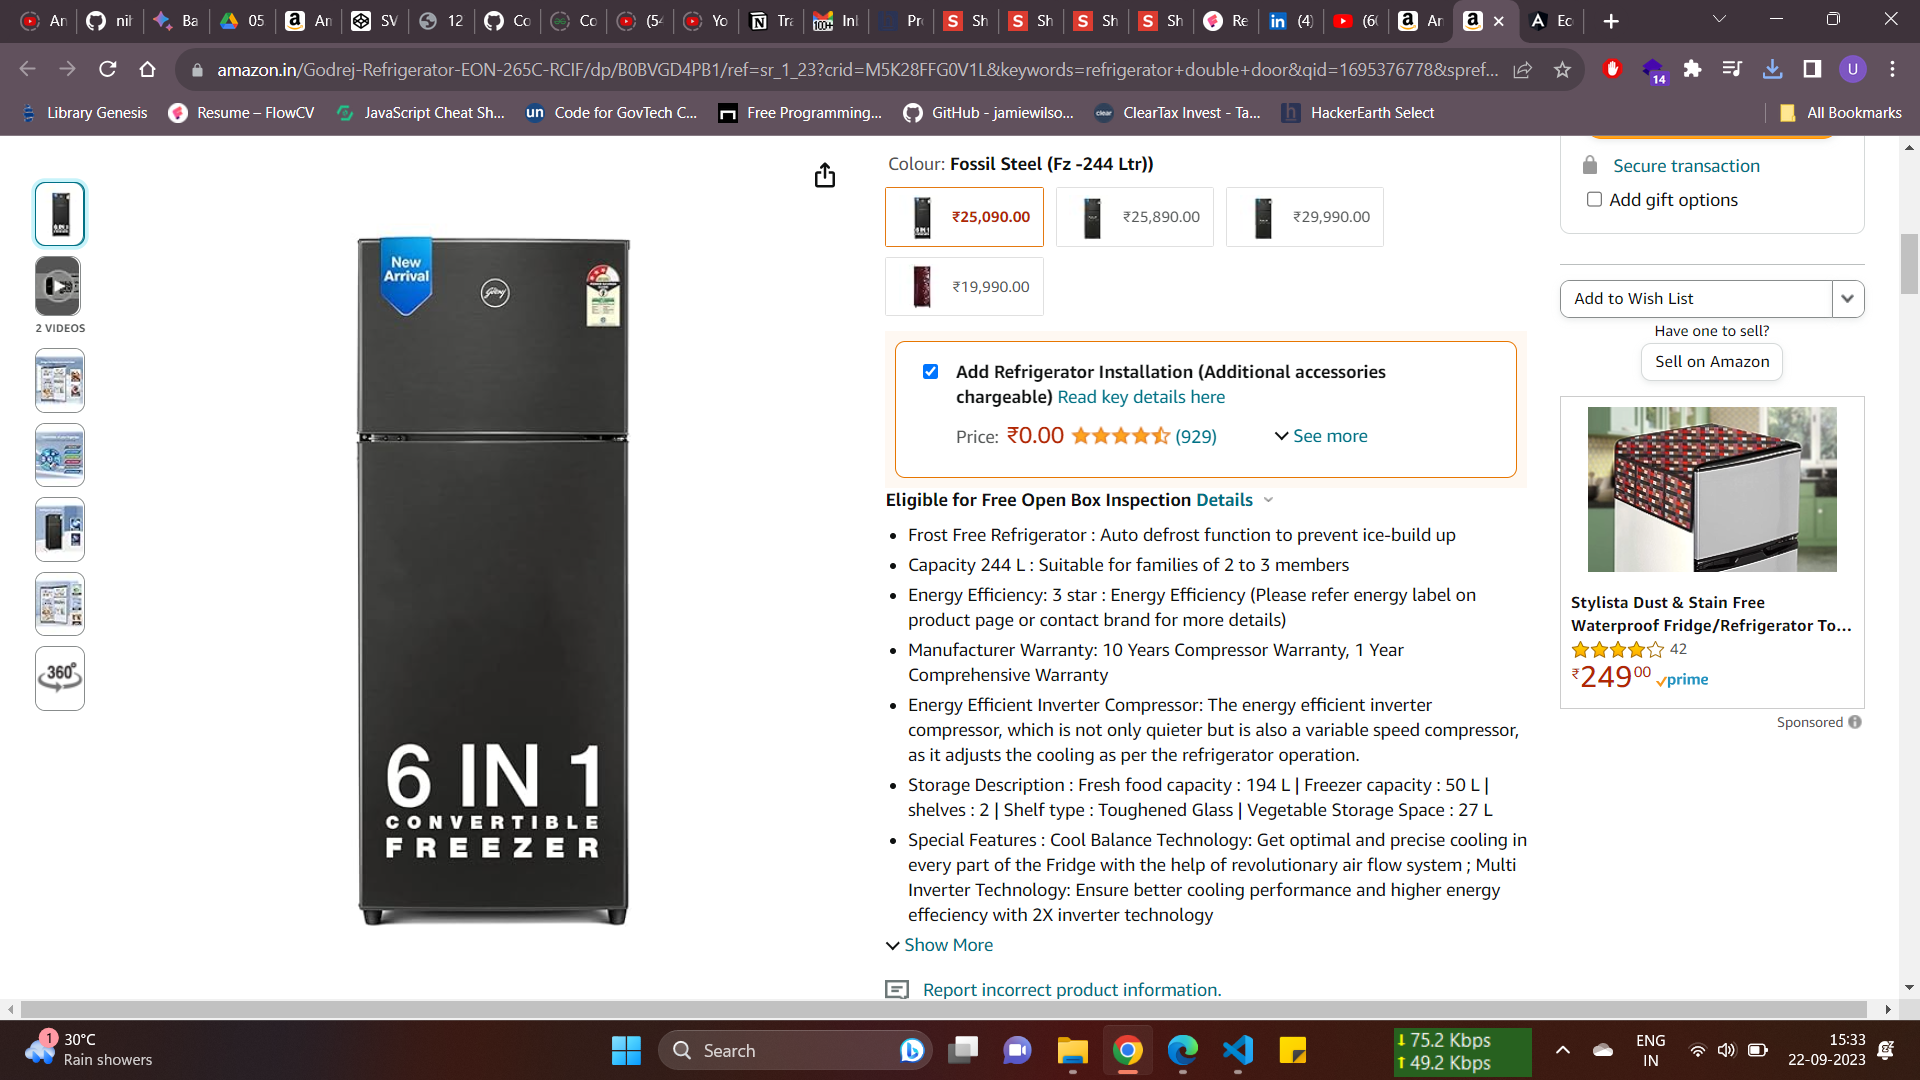 An
nih
Ba
05
An
SV
12
Co
Co
(54
Yo
Tra
100+
Inl
Pro
Sh
Sh
Sh
Sh
Re
(4)
(60
An
Ec
amazon.in/Godrej-Refrigerator-EON-265C-RCIF/dp/B0BVGD4PB1/ref=sr_1_23?crid=M5K28FFG0V1L&keywords=refrigerator+double+door&qid=1695376778&spref...
14
U
Library Genesis
Resume – FlowCV
JavaScript Cheat Sh...
un
Code for GovTech C...
Free Programming...
GitHub - jamiewilso...
clear
ClearTax Invest - Ta...
h
HackerEarth Select
All Bookmarks
2 VIDEOS
360°
New
Arrival
Godrej
6 IN 1
CONVERTIBLE
FREEZER
Colour: Fossil Steel (Fz -244 Ltr))
₹25,090.00
₹25,890.00
₹29,990.00
₹19,990.00
Add Refrigerator Installation (Additional accessories
chargeable) Read key details here
Price: ₹0.00 (929)
See more
Eligible for Free Open Box Inspection Details
Frost Free Refrigerator : Auto defrost function to prevent ice-build up
Capacity 244 L : Suitable for families of 2 to 3 members
Energy Efficiency: 3 star : Energy Efficiency (Please refer energy label on
product page or contact brand for more details)
Manufacturer Warranty: 10 Years Compressor Warranty, 1 Year
Comprehensive Warranty
Energy Efficient Inverter Compressor: The energy efficient inverter
compressor, which is not only quieter but is also a variable speed compressor,
as it adjusts the cooling as per the refrigerator operation.
Storage Description : Fresh food capacity : 194 L | Freezer capacity : 50 L |
shelves : 2 | Shelf type : Toughened Glass | Vegetable Storage Space : 27 L
Special Features : Cool Balance Technology: Get optimal and precise cooling in
every part of the Fridge with the help of revolutionary air flow system ; Multi
Inverter Technology: Ensure better cooling performance and higher energy
effeciency with 2X inverter technology
Show More
Report incorrect product information.
Secure transaction
Add gift options
Add to Wish List
Have one to sell?
Sell on Amazon
Stylista Dust & Stain Free
Waterproof Fridge/Refrigerator To...
42
₹249 00 prime
Sponsored
1
30°C
Rain showers
Search
75.2 Kbps
49.2 Kbps
ENG
IN
15:33
22-09-2023